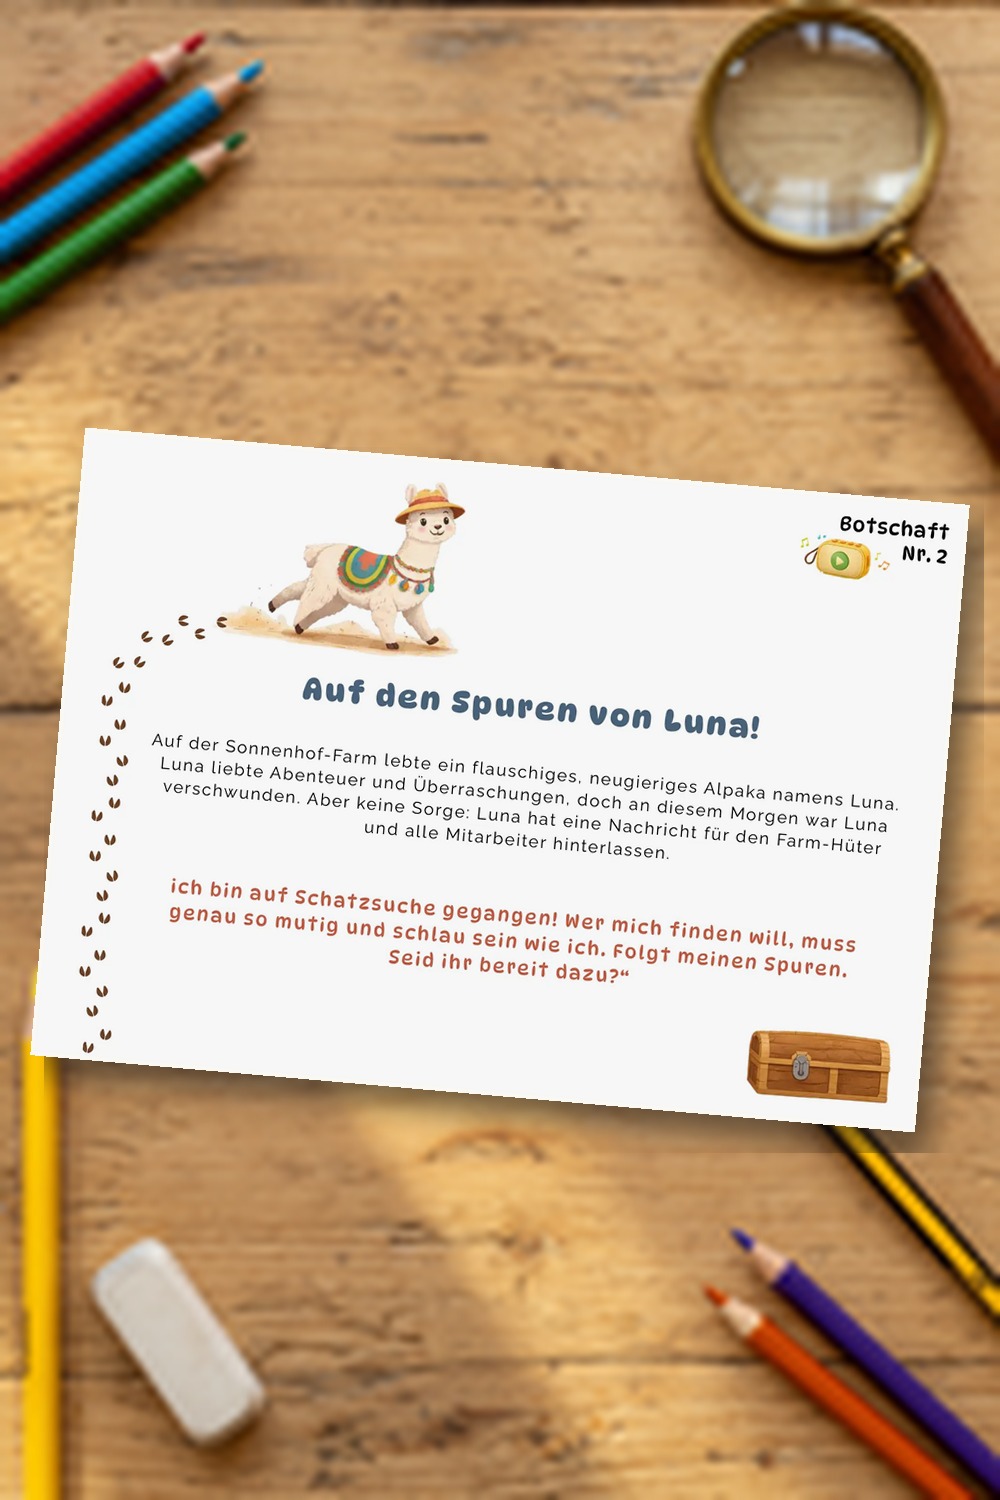 Botschaft
Nr. 2
Auf den Spuren von Luna!
Auf der Sonnenhof-Farm lebte ein flauschiges, neugieriges Alpaka namens Luna.
Luna liebte Abenteuer und Überraschungen, doch an diesem Morgen war Luna
verschwunden. Aber keine Sorge: Luna hat eine Nachricht für den Farm-Hüter
und alle Mitarbeiter hinterlassen.
ich bin auf Schatzsuche gegangen! Wer mich finden will, muss
genau so mutig und schlau sein wie ich. Folgt meinen Spuren.
Seid ihr bereit dazu?“